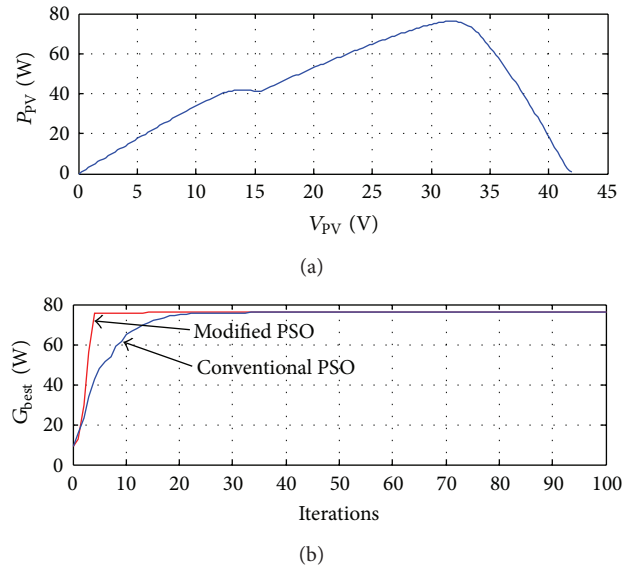 80
60
40
20
0
P_PV (W)
0 5 10 15 20 25 30 35 40 45
V_PV (V)
(a)
80
60
40
20
0
G_best (W)
Modified PSO
Conventional PSO
0 10 20 30 40 50 60 70 80 90 100
Iterations
(b)